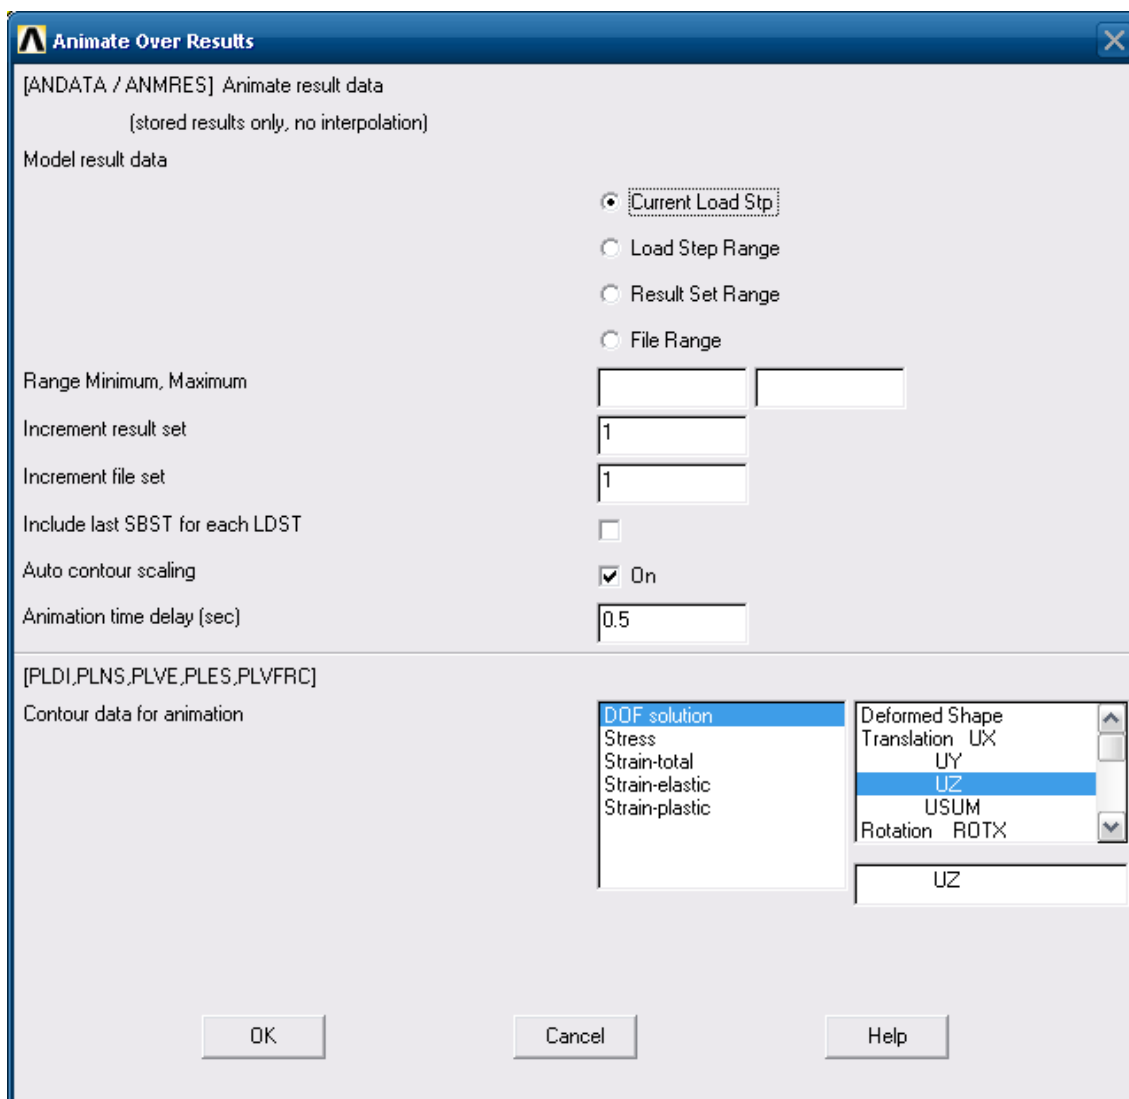 Animate Over Results
[ANDATA / ANMRES] Animate result data
(stored results only, no interpolation)
Model result data
Current Load Stp
Load Step Range
Result Set Range
File Range
Range Minimum, Maximum
Increment result set 1
Increment file set 1
Include last SBST for each LDST
Auto contour scaling On
Animation time delay (sec) 0.5
[PLDI,PLNS,PLVE,PLES,PLVFRC]
Contour data for animation
DOF solution
Stress
Strain-total
Strain-elastic
Strain-plastic
Deformed Shape
Translation UX
UY
UZ
USUM
Rotation ROTX
UZ
OK Cancel Help